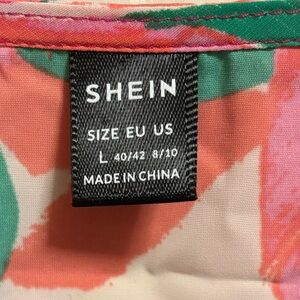 SHEIN
SIZE EU US
L 40/42 8/10
MADE IN CHINA